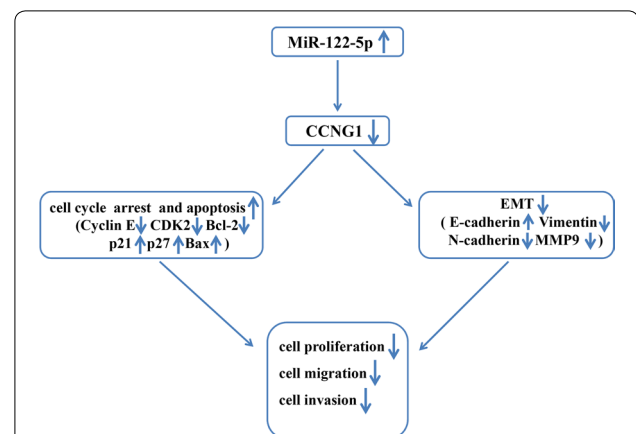 MiR-122-5p
CCNG1
cell cycle arrest and apoptosis
(Cyclin E CDK2 Bcl-2
p21 p27 Bax )
EMT
( E-cadherin Vimentin
N-cadherin MMP9 )
cell proliferation
cell migration
cell invasion